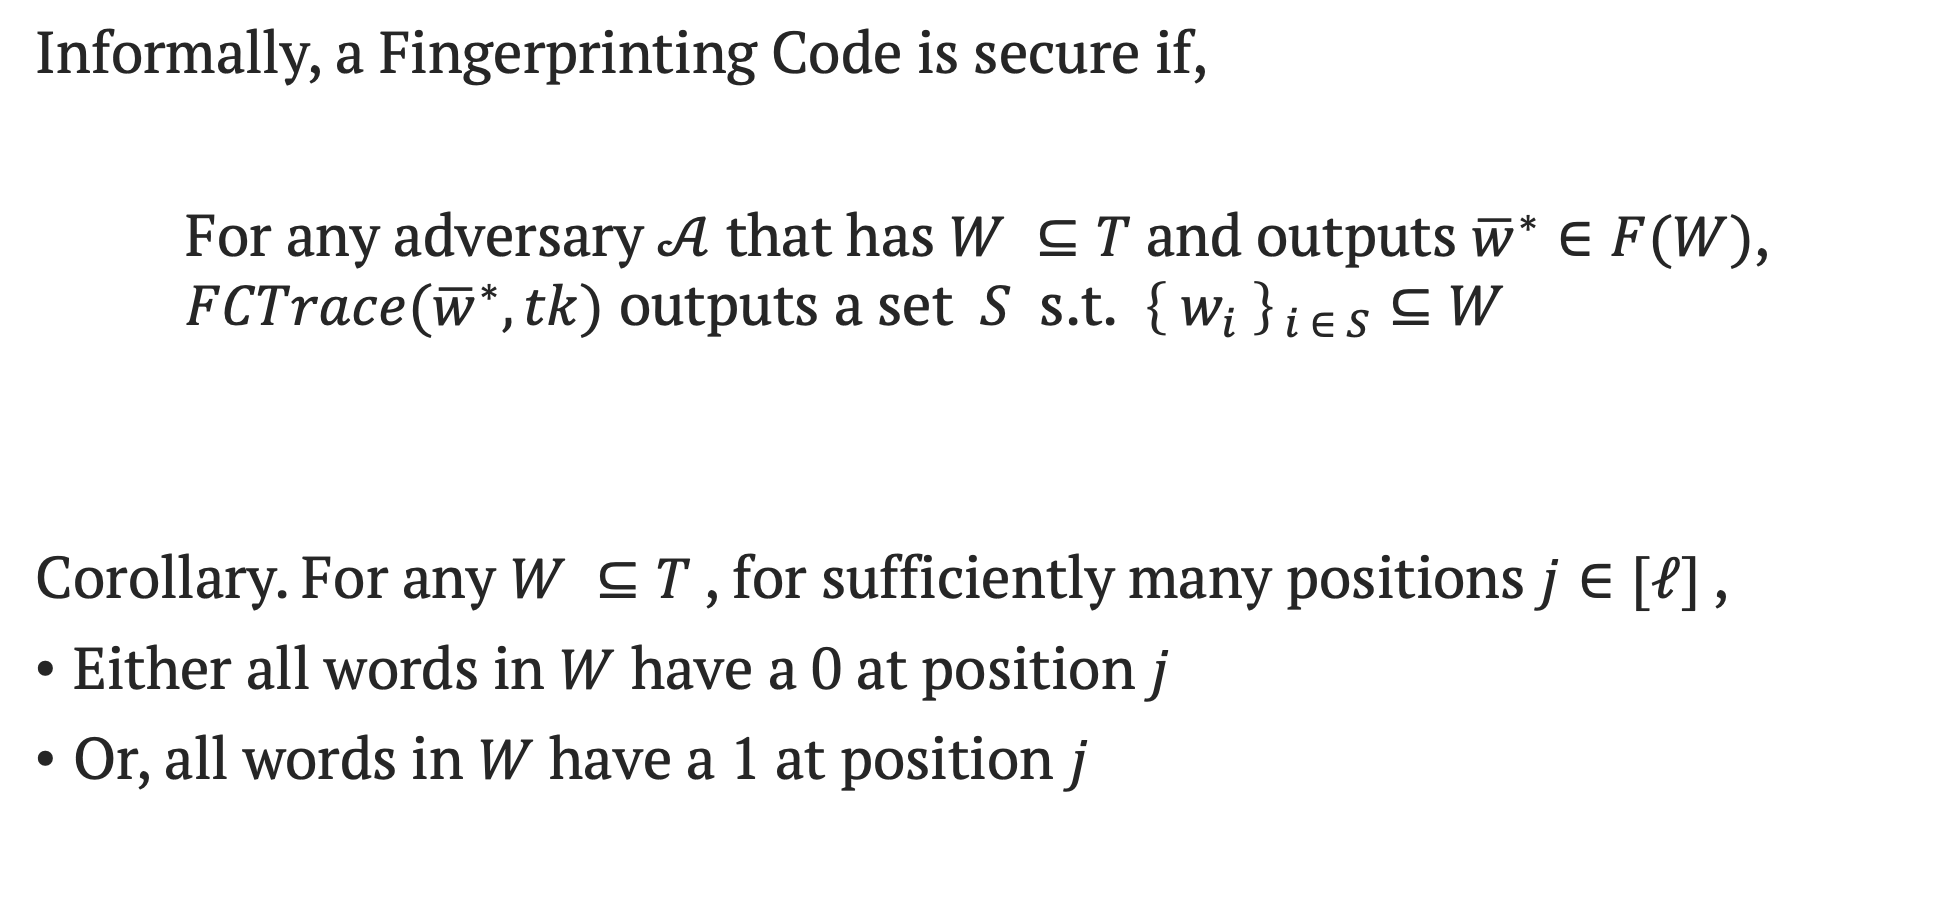 Informally, a Fingerprinting Code is secure if,
For any adversary 𝒜 that has W ⊆ T and outputs w̅* ∈ F(W),
FCTrace(w̅*, tk) outputs a set S s.t. { wᵢ }ᵢ ∈ S ⊆ W
Corollary. For any W ⊆ T , for sufficiently many positions j ∈ [ℓ] ,
• Either all words in W have a 0 at position j
• Or, all words in W have a 1 at position j